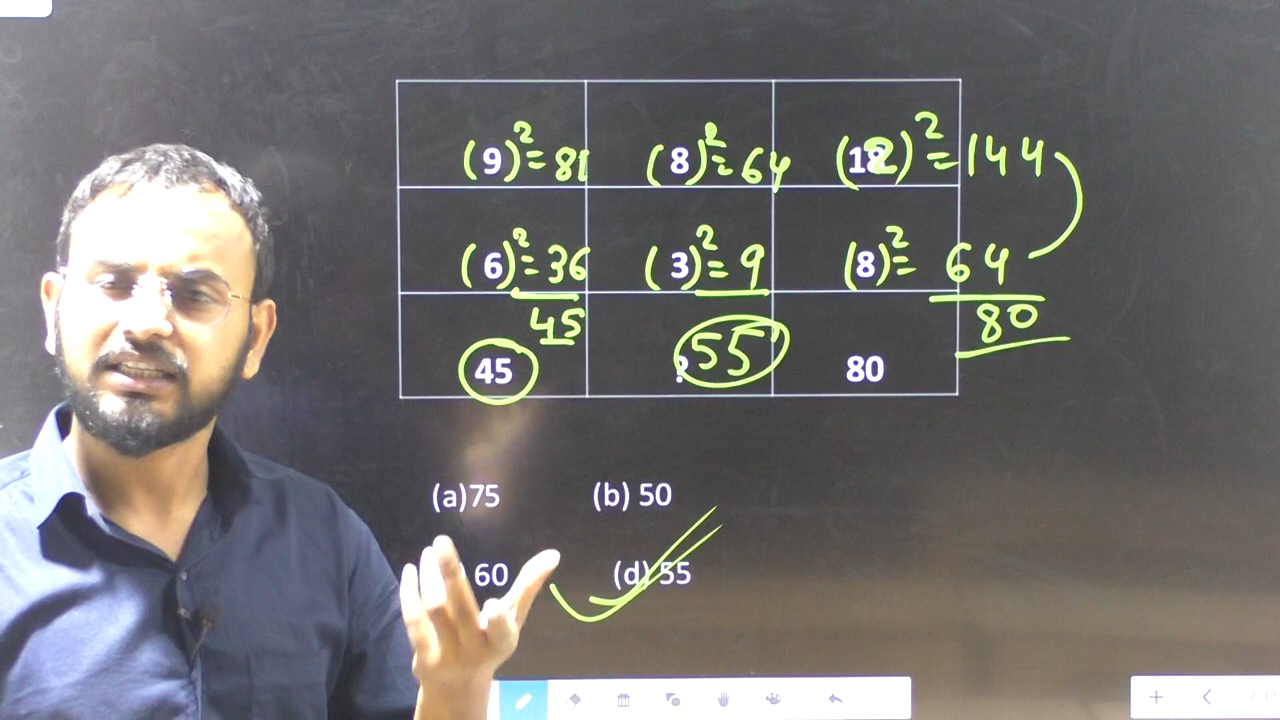 (9)²=81 (8)²=64 (12)²=144
(6)²=36 (3)²=9 (8)²= 64
45 80
45 ? 55 80
(a)75 (b) 50
60 (d) 55